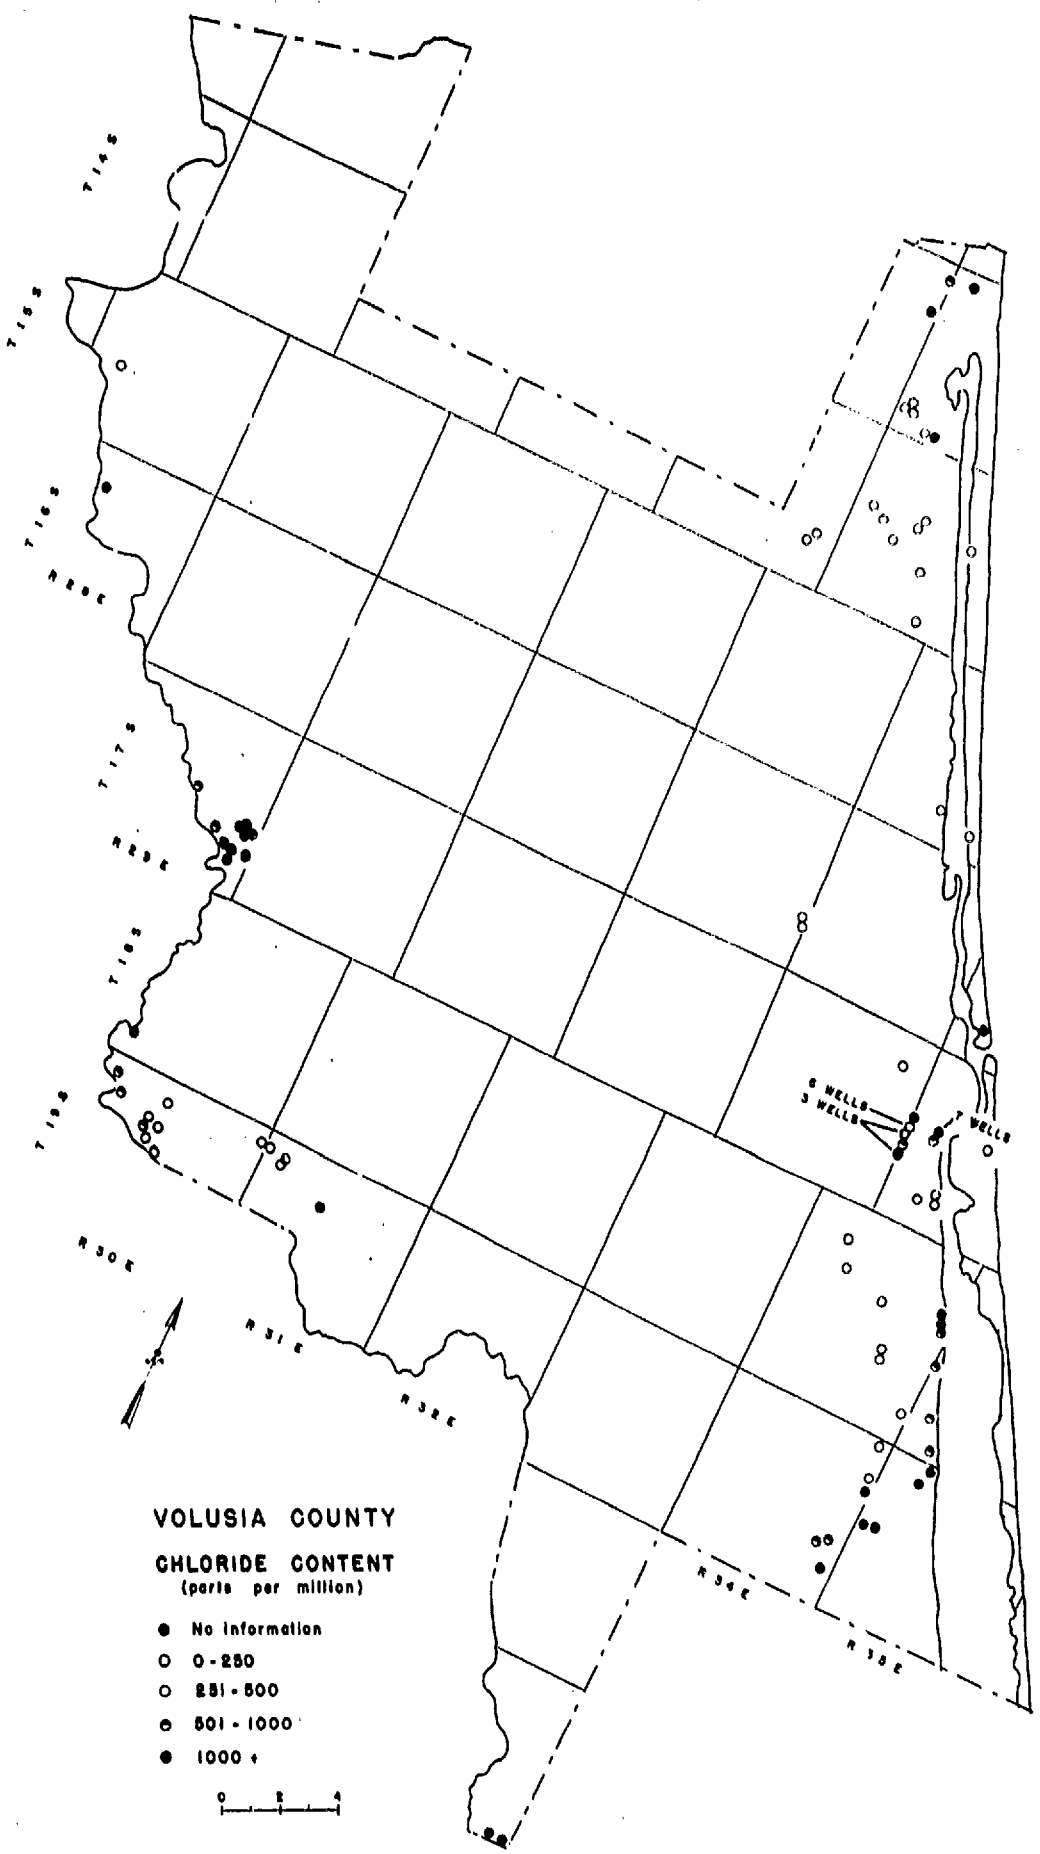 T 14 S
T 15 S
T 16 S
R 28 E
T 17 S
R 29 E
T 18 S
T 19 S
6 WELLS
3 WELLS
7 WELLS
R 30 E
R 31 E
R 32 E
R 34 E
R 35 E
VOLUSIA COUNTY
CHLORIDE CONTENT
(parts per million)
No information
0-250
251-500
501-1000
1000 +
0 2 4